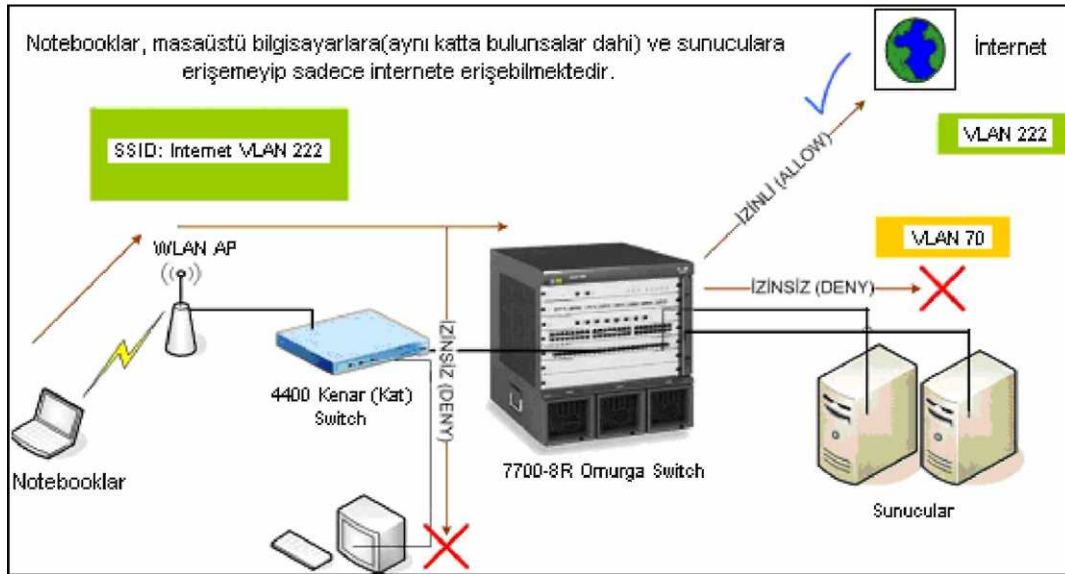 Notebooklar, masaüstü bilgisayarlara(aynı katta bulunsalar dahi) ve sunuculara
erişemeyip sadece internete erişebilmektedir.
İnternet
SSID: Internet VLAN 222
VLAN 222
İZİNLİ (ALLOW)
WLAN AP
VLAN 70
İZİNSİZ (DENY)
İZİNSİZ (DENY)
4400 Kenar (Kat)
Switch
7700-8R Omurga Switch
Notebooklar
Sunucular